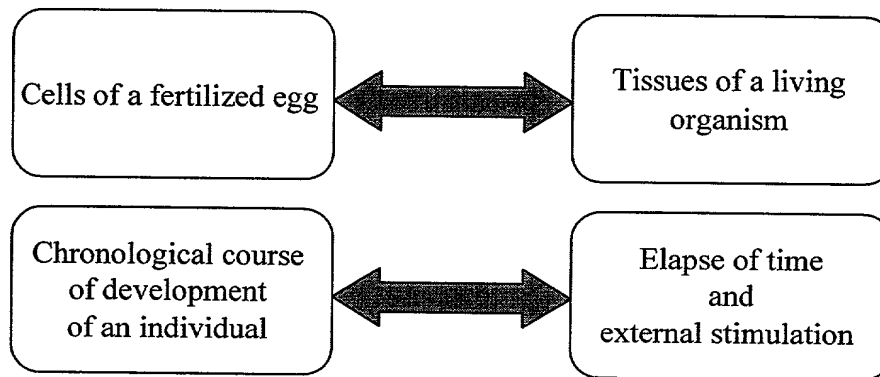 Cells of a fertilized egg
Tissues of a living
organism
Chronological course
of development
of an individual
Elapse of time
and
external stimulation